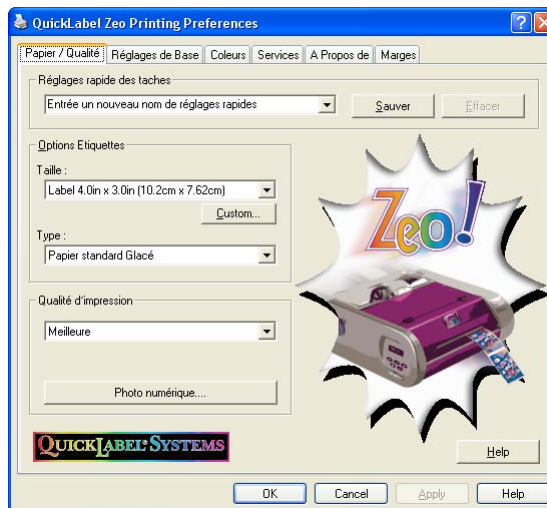 QuickLabel Zeo Printing Preferences
Papier / Qualité Réglages de Base Coleurs Services A Propos de Marges
Réglages rapide des taches
Entrée un nouveau nom de réglages rapides
Sauver
Effacer
Options Etiquettes
Taille :
Label 4.0in x 3.0in (10.2cm x 7.62cm)
Custom...
Type :
Papier standard Glacé
Qualité d'impression
Meilleure
Photo numérique....
Zeo!
QUICKLABEL SYSTEMS
Help
OK Cancel Apply Help